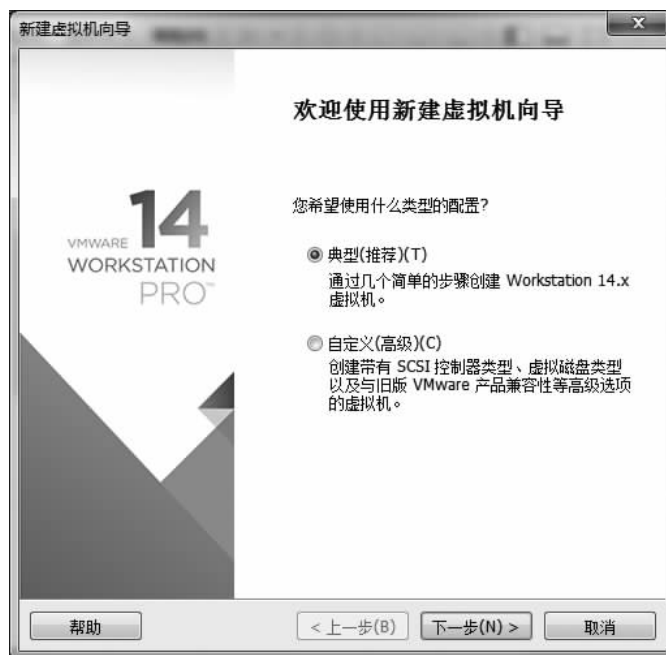 新建虚拟机向导
欢迎使用新建虚拟机向导
14
VMWARE
WORKSTATION
PRO™
您希望使用什么类型的配置?
典型(推荐)(T)
通过几个简单的步骤创建 Workstation 14.x
虚拟机。
自定义(高级)(C)
创建带有 SCSI 控制器类型、虚拟磁盘类型
以及与旧版 VMware 产品兼容性等高级选项
的虚拟机。
帮助
< 上一步(B)
下一步(N) >
取消